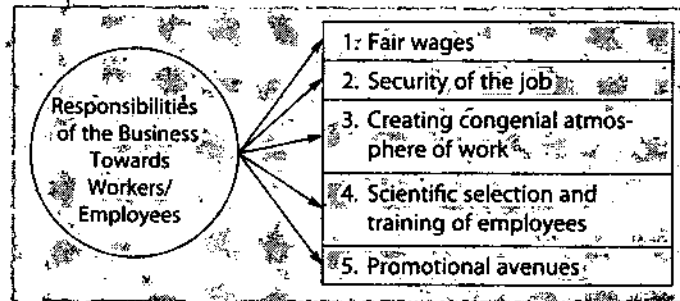 Responsibilities
of the Business
Towards
Workers/
Employees
1. Fair wages
2. Security of the job
3. Creating congenial atmos-
phere of work
4. Scientific selection and
training of employees
5. Promotional avenues